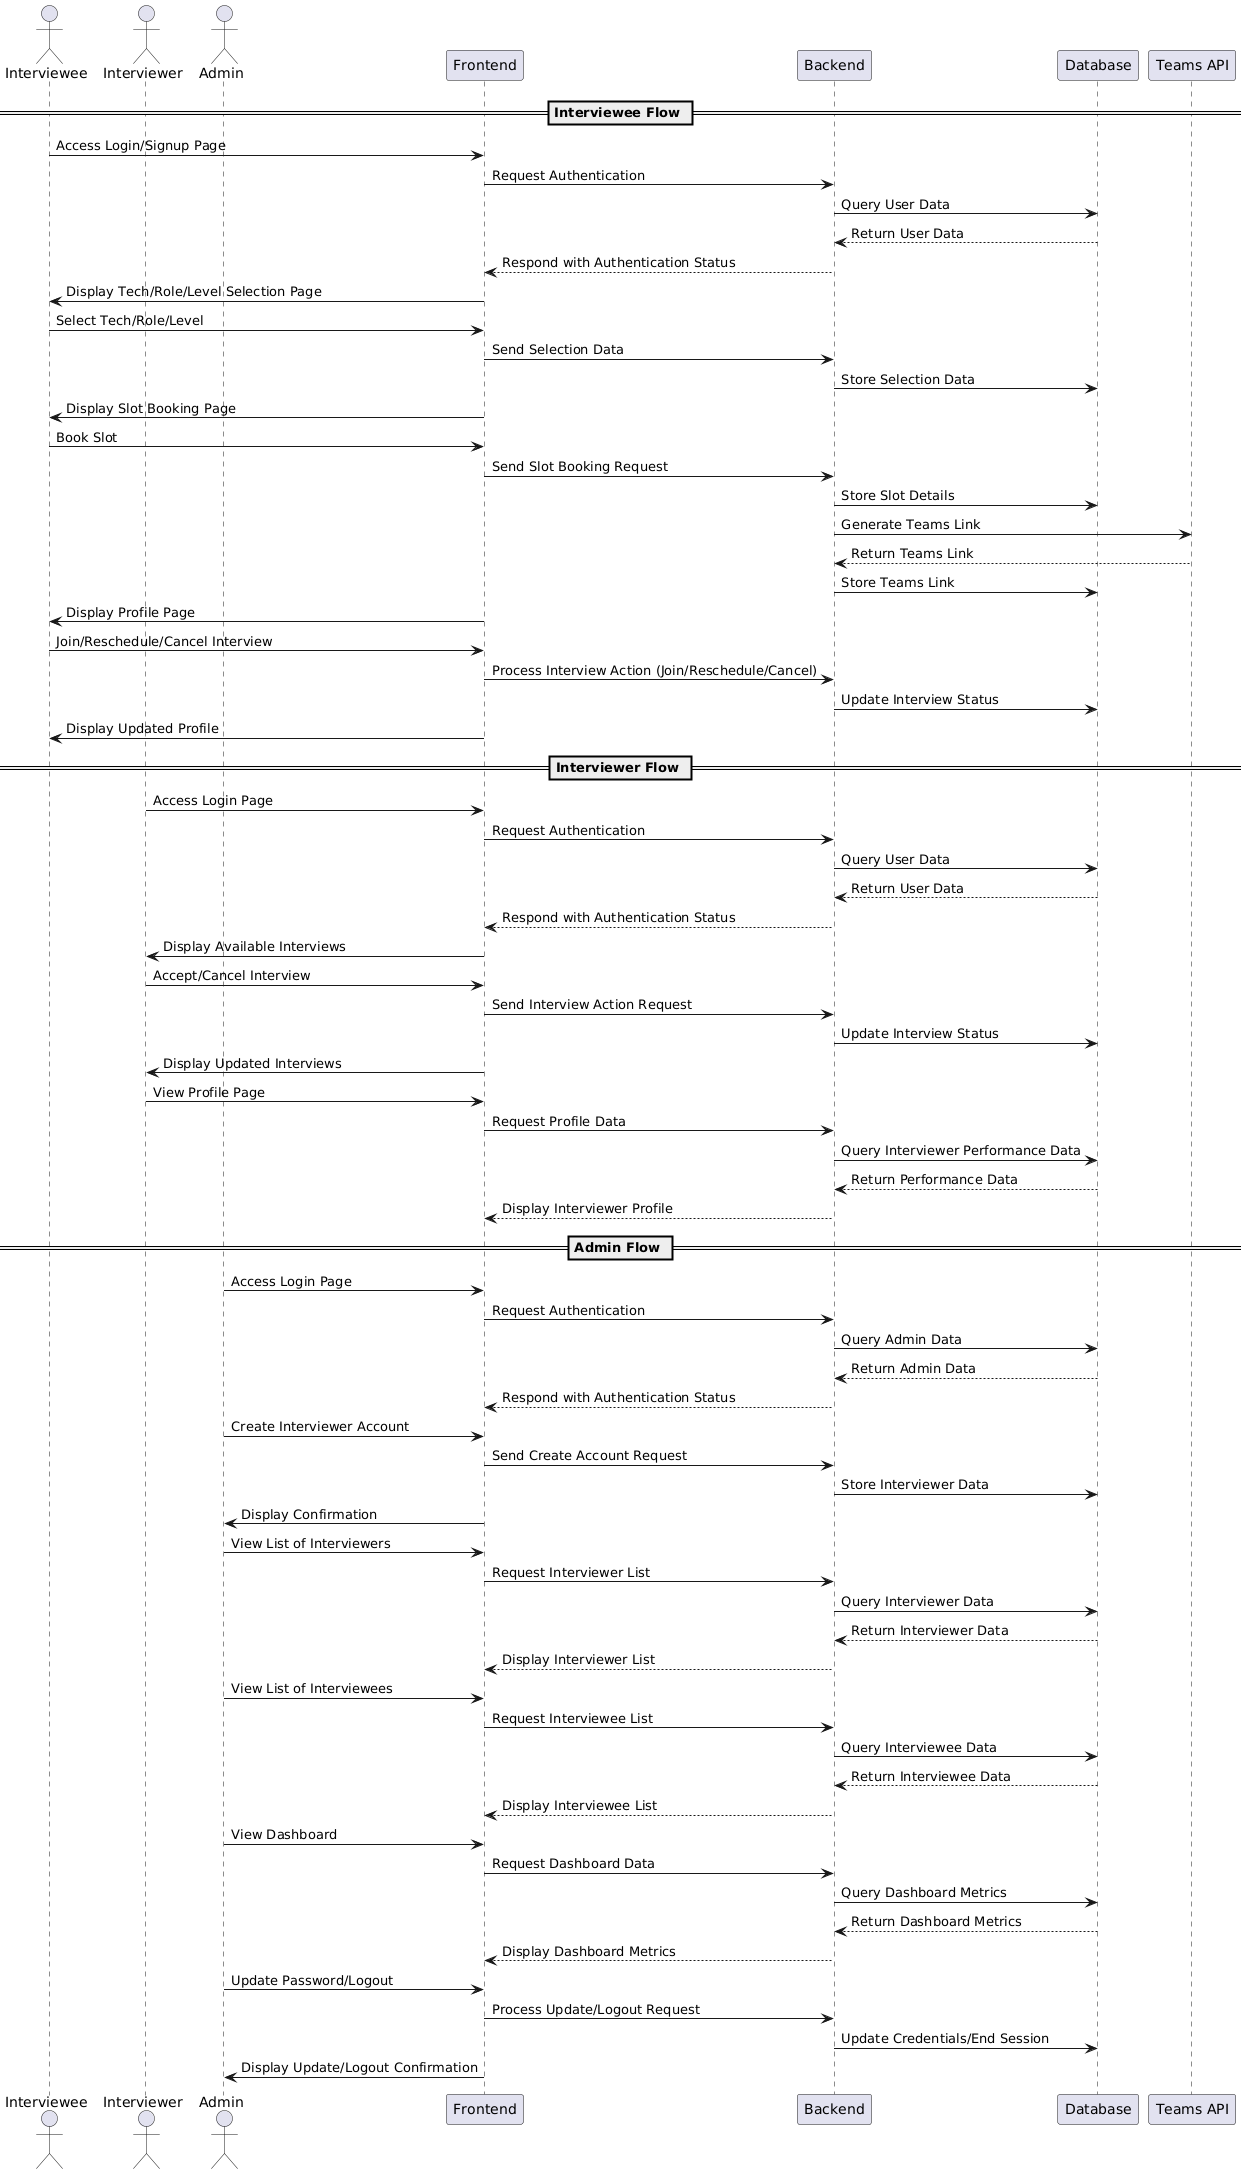 Interviewee
Interviewer
Admin
Frontend
Backend
Database
Teams API
Interviewee Flow
Access Login/Signup Page
Request Authentication
Query User Data
Return User Data
Respond with Authentication Status
Display Tech/Role/Level Selection Page
Select Tech/Role/Level
Send Selection Data
Store Selection Data
Display Slot Booking Page
Book Slot
Send Slot Booking Request
Store Slot Details
Generate Teams Link
Return Teams Link
Store Teams Link
Display Profile Page
Join/Reschedule/Cancel Interview
Process Interview Action (Join/Reschedule/Cancel)
Update Interview Status
Display Updated Profile
Interviewer Flow
Access Login Page
Request Authentication
Query User Data
Return User Data
Respond with Authentication Status
Display Available Interviews
Accept/Cancel Interview
Send Interview Action Request
Update Interview Status
Display Updated Interviews
View Profile Page
Request Profile Data
Query Interviewer Performance Data
Return Performance Data
Display Interviewer Profile
Admin Flow
Access Login Page
Request Authentication
Query Admin Data
Return Admin Data
Respond with Authentication Status
Create Interviewer Account
Send Create Account Request
Store Interviewer Data
Display Confirmation
View List of Interviewers
Request Interviewer List
Query Interviewer Data
Return Interviewer Data
Display Interviewer List
View List of Interviewees
Request Interviewee List
Query Interviewee Data
Return Interviewee Data
Display Interviewee List
View Dashboard
Request Dashboard Data
Query Dashboard Metrics
Return Dashboard Metrics
Display Dashboard Metrics
Update Password/Logout
Process Update/Logout Request
Update Credentials/End Session
Display Update/Logout Confirmation
Interviewee
Interviewer
Admin
Frontend
Backend
Database
Teams API